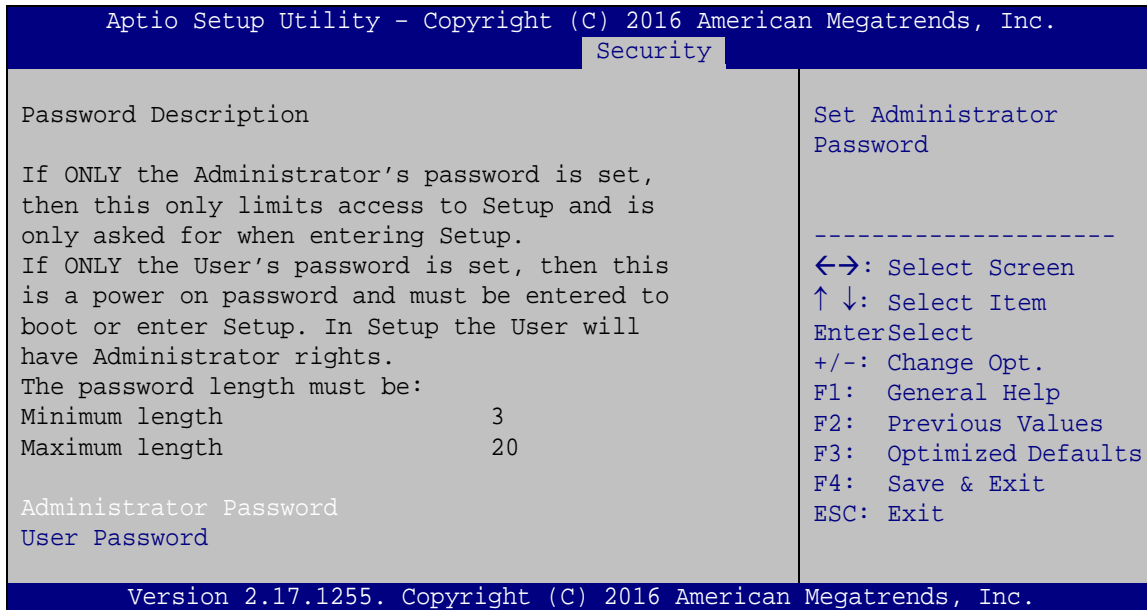 Aptio Setup Utility – Copyright (C) 2016 American Megatrends, Inc.
Security
Password Description
If ONLY the Administrator’s password is set,
then this only limits access to Setup and is
only asked for when entering Setup.
If ONLY the User’s password is set, then this
is a power on password and must be entered to
boot or enter Setup. In Setup the User will
have Administrator rights.
The password length must be:
Minimum length 3
Maximum length 20
Administrator Password
User Password
Set Administrator
Password
---------------------
←→: Select Screen
↑ ↓: Select Item
EnterSelect
+/-: Change Opt.
F1: General Help
F2: Previous Values
F3: Optimized Defaults
F4: Save & Exit
ESC: Exit
Version 2.17.1255. Copyright (C) 2016 American Megatrends, Inc.